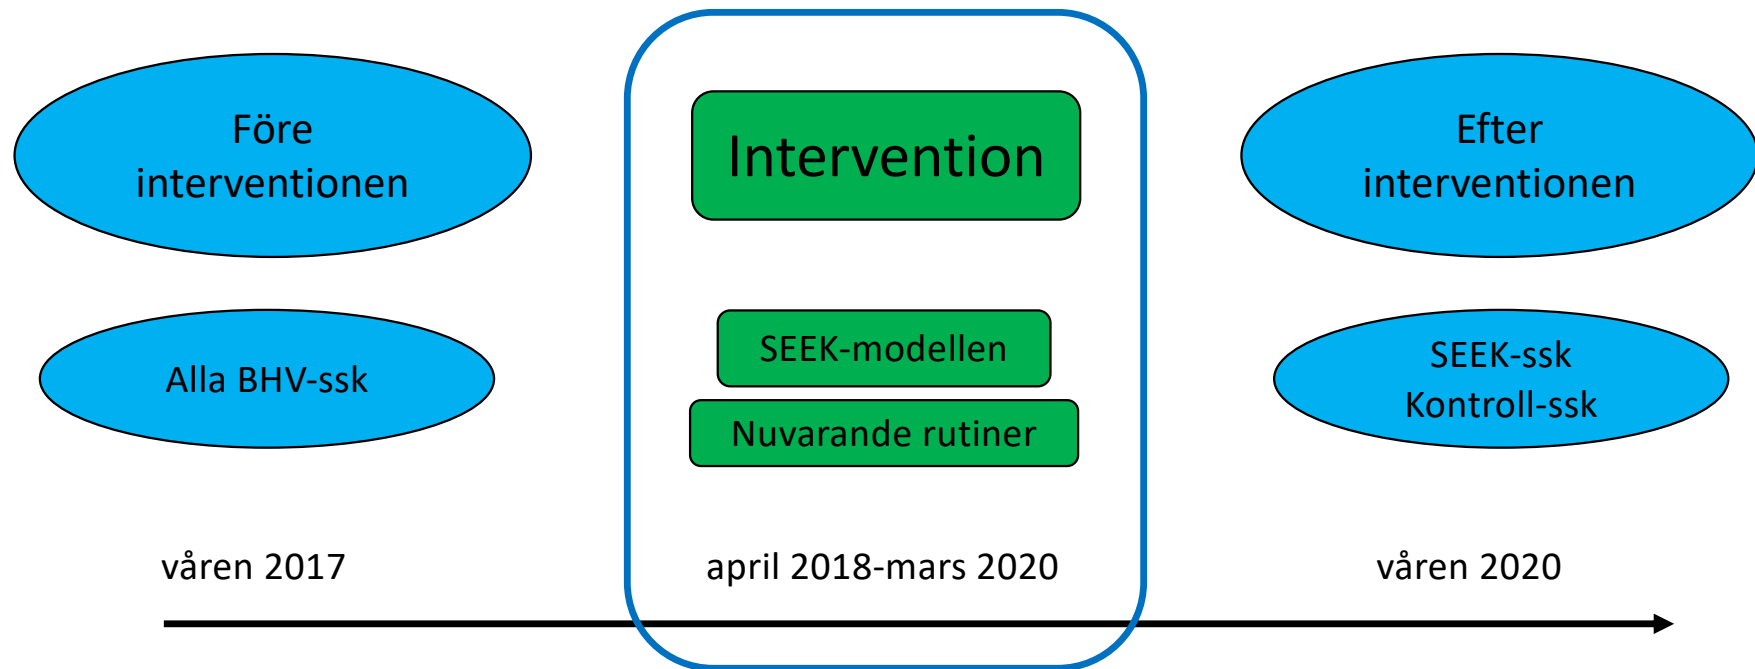 Före
interventionen
Alla BHV-ssk
våren 2017
Intervention
SEEK-modellen
Nuvarande rutiner
april 2018-mars 2020
Efter
interventionen
SEEK-ssk
Kontroll-ssk
våren 2020